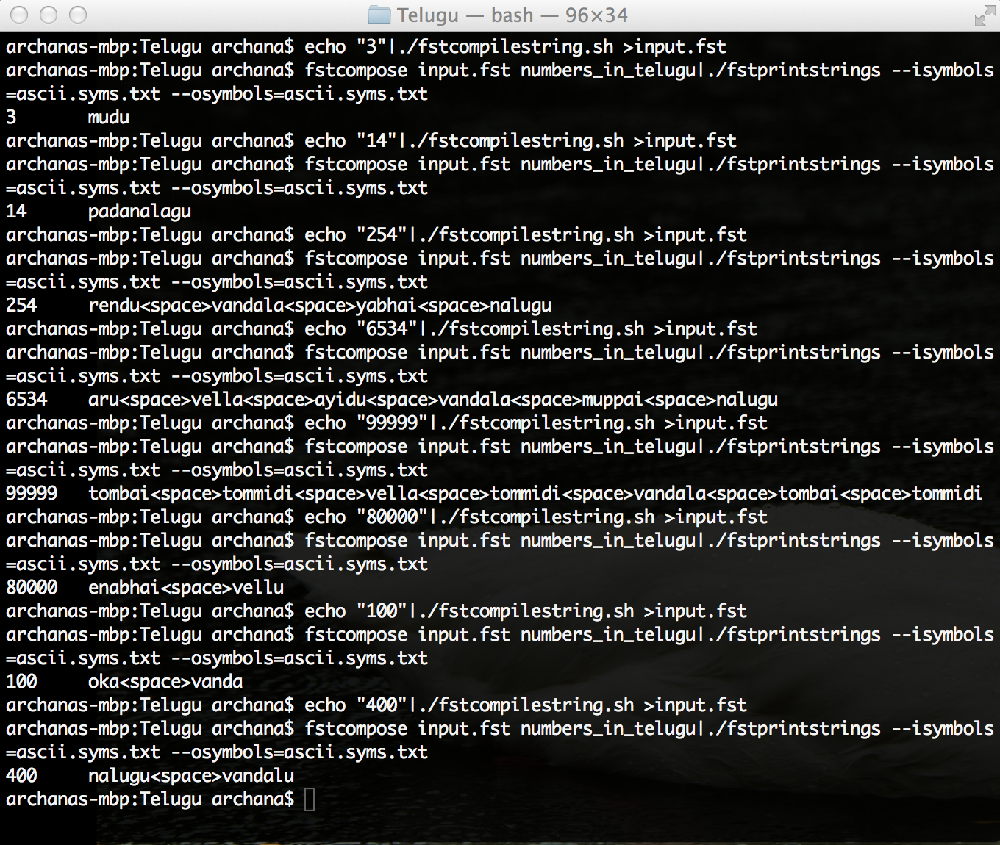 Telugu — bash — 96×34
archanas-mbp:Telugu archana$ echo "3"|./fstcompilestring.sh >input.fst
archanas-mbp:Telugu archana$ fstcompose input.fst numbers_in_telugu|./fstprintstrings --isymbols
=ascii.syms.txt --osymbols=ascii.syms.txt
3 mudu
archanas-mbp:Telugu archana$ echo "14"|./fstcompilestring.sh >input.fst
archanas-mbp:Telugu archana$ fstcompose input.fst numbers_in_telugu|./fstprintstrings --isymbols
=ascii.syms.txt --osymbols=ascii.syms.txt
14 padanalagu
archanas-mbp:Telugu archana$ echo "254"|./fstcompilestring.sh >input.fst
archanas-mbp:Telugu archana$ fstcompose input.fst numbers_in_telugu|./fstprintstrings --isymbols
=ascii.syms.txt --osymbols=ascii.syms.txt
254 rendu<space>vandala<space>yabhai<space>nalugu
archanas-mbp:Telugu archana$ echo "6534"|./fstcompilestring.sh >input.fst
archanas-mbp:Telugu archana$ fstcompose input.fst numbers_in_telugu|./fstprintstrings --isymbols
=ascii.syms.txt --osymbols=ascii.syms.txt
6534 aru<space>vella<space>ayidu<space>vandala<space>muppai<space>nalugu
archanas-mbp:Telugu archana$ echo "99999"|./fstcompilestring.sh >input.fst
archanas-mbp:Telugu archana$ fstcompose input.fst numbers_in_telugu|./fstprintstrings --isymbols
=ascii.syms.txt --osymbols=ascii.syms.txt
99999 tombai<space>tommidi<space>vella<space>tommidi<space>vandala<space>tombai<space>tommidi
archanas-mbp:Telugu archana$ echo "80000"|./fstcompilestring.sh >input.fst
archanas-mbp:Telugu archana$ fstcompose input.fst numbers_in_telugu|./fstprintstrings --isymbols
=ascii.syms.txt --osymbols=ascii.syms.txt
80000 enabhai<space>vellu
archanas-mbp:Telugu archana$ echo "100"|./fstcompilestring.sh >input.fst
archanas-mbp:Telugu archana$ fstcompose input.fst numbers_in_telugu|./fstprintstrings --isymbols
=ascii.syms.txt --osymbols=ascii.syms.txt
100 oka<space>vanda
archanas-mbp:Telugu archana$ echo "400"|./fstcompilestring.sh >input.fst
archanas-mbp:Telugu archana$ fstcompose input.fst numbers_in_telugu|./fstprintstrings --isymbols
=ascii.syms.txt --osymbols=ascii.syms.txt
400 nalugu<space>vandalu
archanas-mbp:Telugu archana$